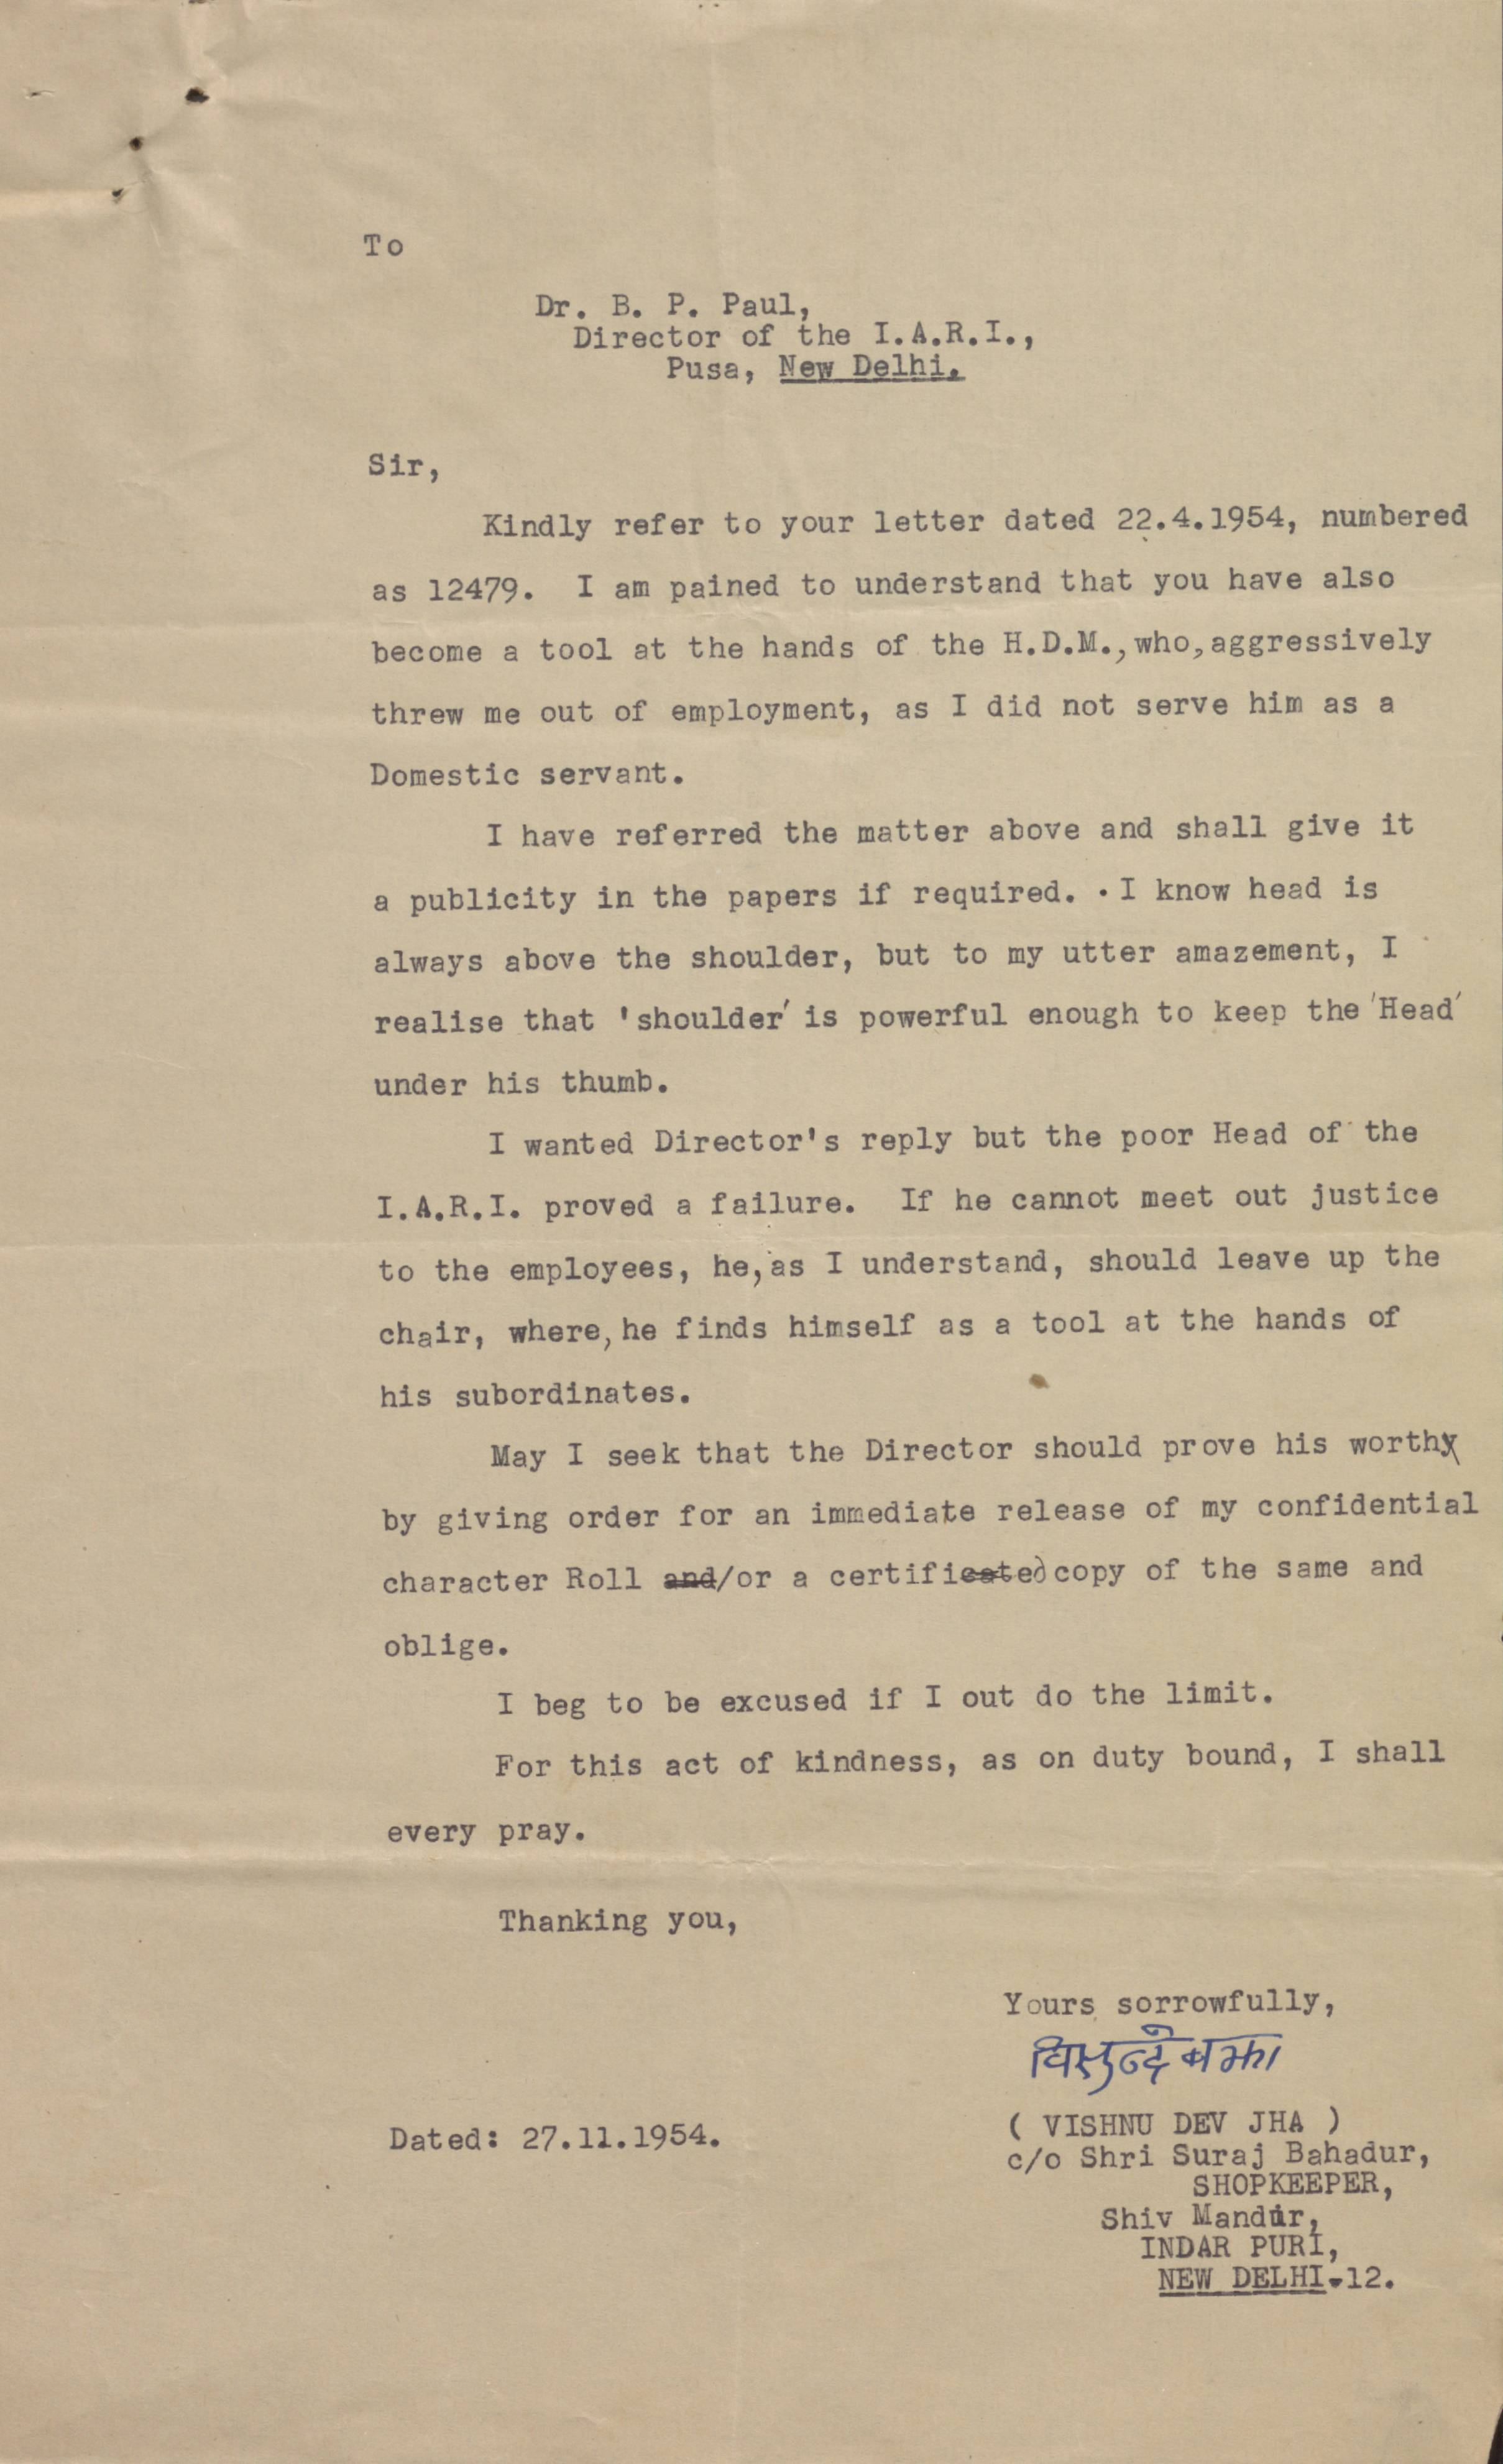 To
Dr. B. P. Paul,
Director of the I.A.R.I.,
Pusa, New Delhi.
Sir,
Kindly refer to your letter dated 22.4.1954, numbered
as 12479. I am pained to understand that you have also
become a tool at the hands of the H.D.M., who, aggressively
threw me out of employment, as I did not serve him as a
Domestic servant.
I have referred the matter above and shall give it
a publicity in the papers if required. I know head is
always above the shoulder, but to my utter amazement, I
realise that 'shoulder' is powerful enough to keep the 'Head'
under his thumb.
I wanted Director's reply but the poor Head of the
I.A.R.I. proved a failure. If he cannot meet out justice
to the employees, he, as I understand, should leave up the
chair, where, he finds himself as a tool at the hands of
his subordinates.
May I seek that the Director should prove his worth
by giving order for an immediate release of my confidential
character Roll and/or a certified copy of the same and
oblige.
I beg to be excused if I out do the limit.
For this act of kindness, as on duty bound, I shall
every pray.
Thanking you,
Yours sorrowfully,
Dated: 27.11.1954.
( VISHNU DEV JHA )
c/o Shri Suraj Bahadur,
SHOPKEEPER,
Shiv Mandir,
INDAR PURI,
NEW DELHI-12.